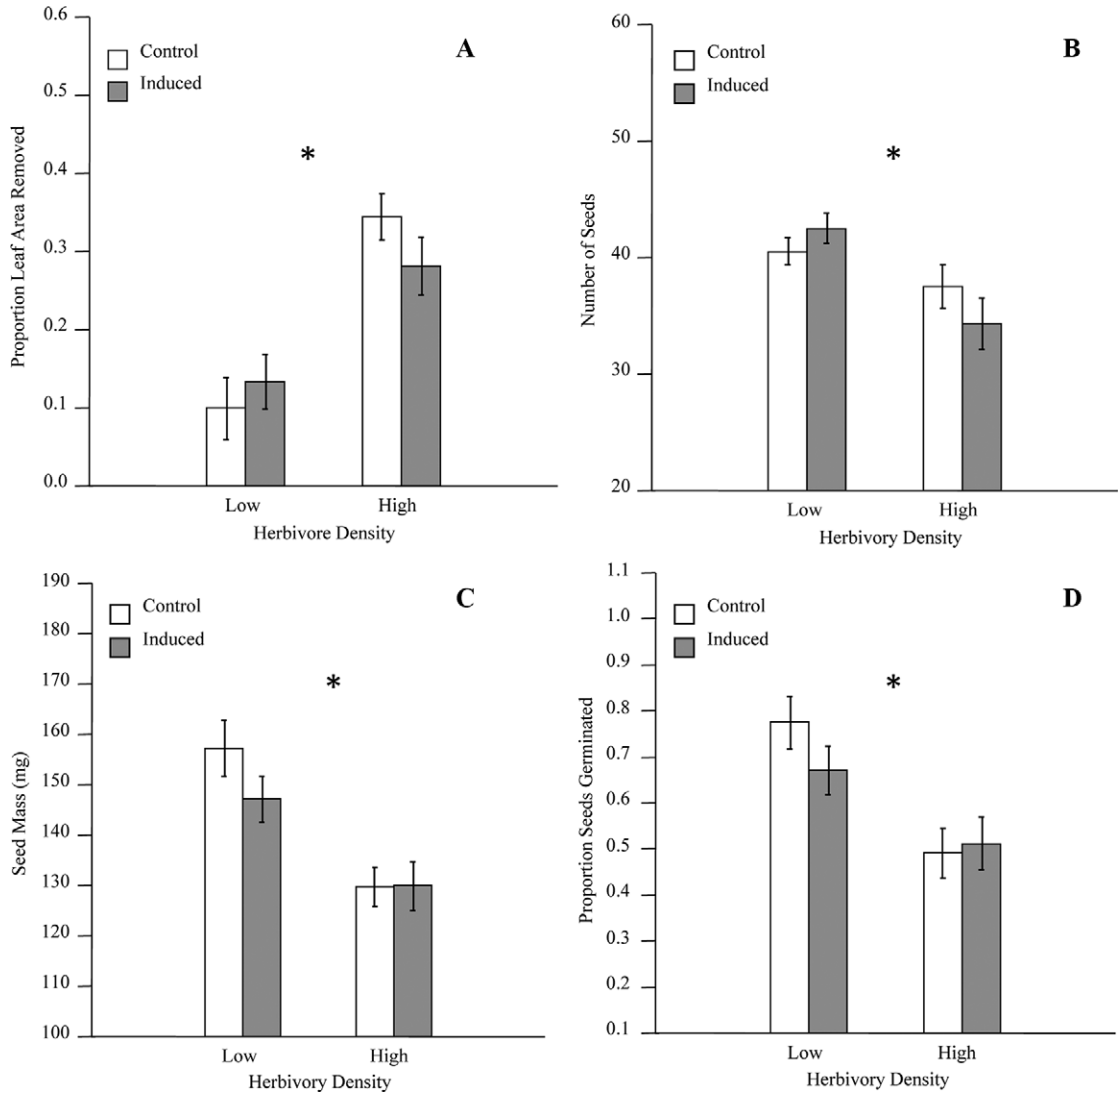 A
Control
Induced
*
Proportion Leaf Area Removed
0.6
0.5
0.4
0.3
0.2
0.1
0.0
Low High
Herbivore Density
B
Control
Induced
*
Number of Seeds
60
50
40
30
20
Low High
Herbivory Density
C
Control
Induced
*
Seed Mass (mg)
190
180
170
160
150
140
130
120
110
100
Low High
Herbivory Density
D
Control
Induced
*
Proportion Seeds Germinated
1.1
1.0
0.9
0.8
0.7
0.6
0.5
0.4
0.3
0.2
0.1
Low High
Herbivory Density